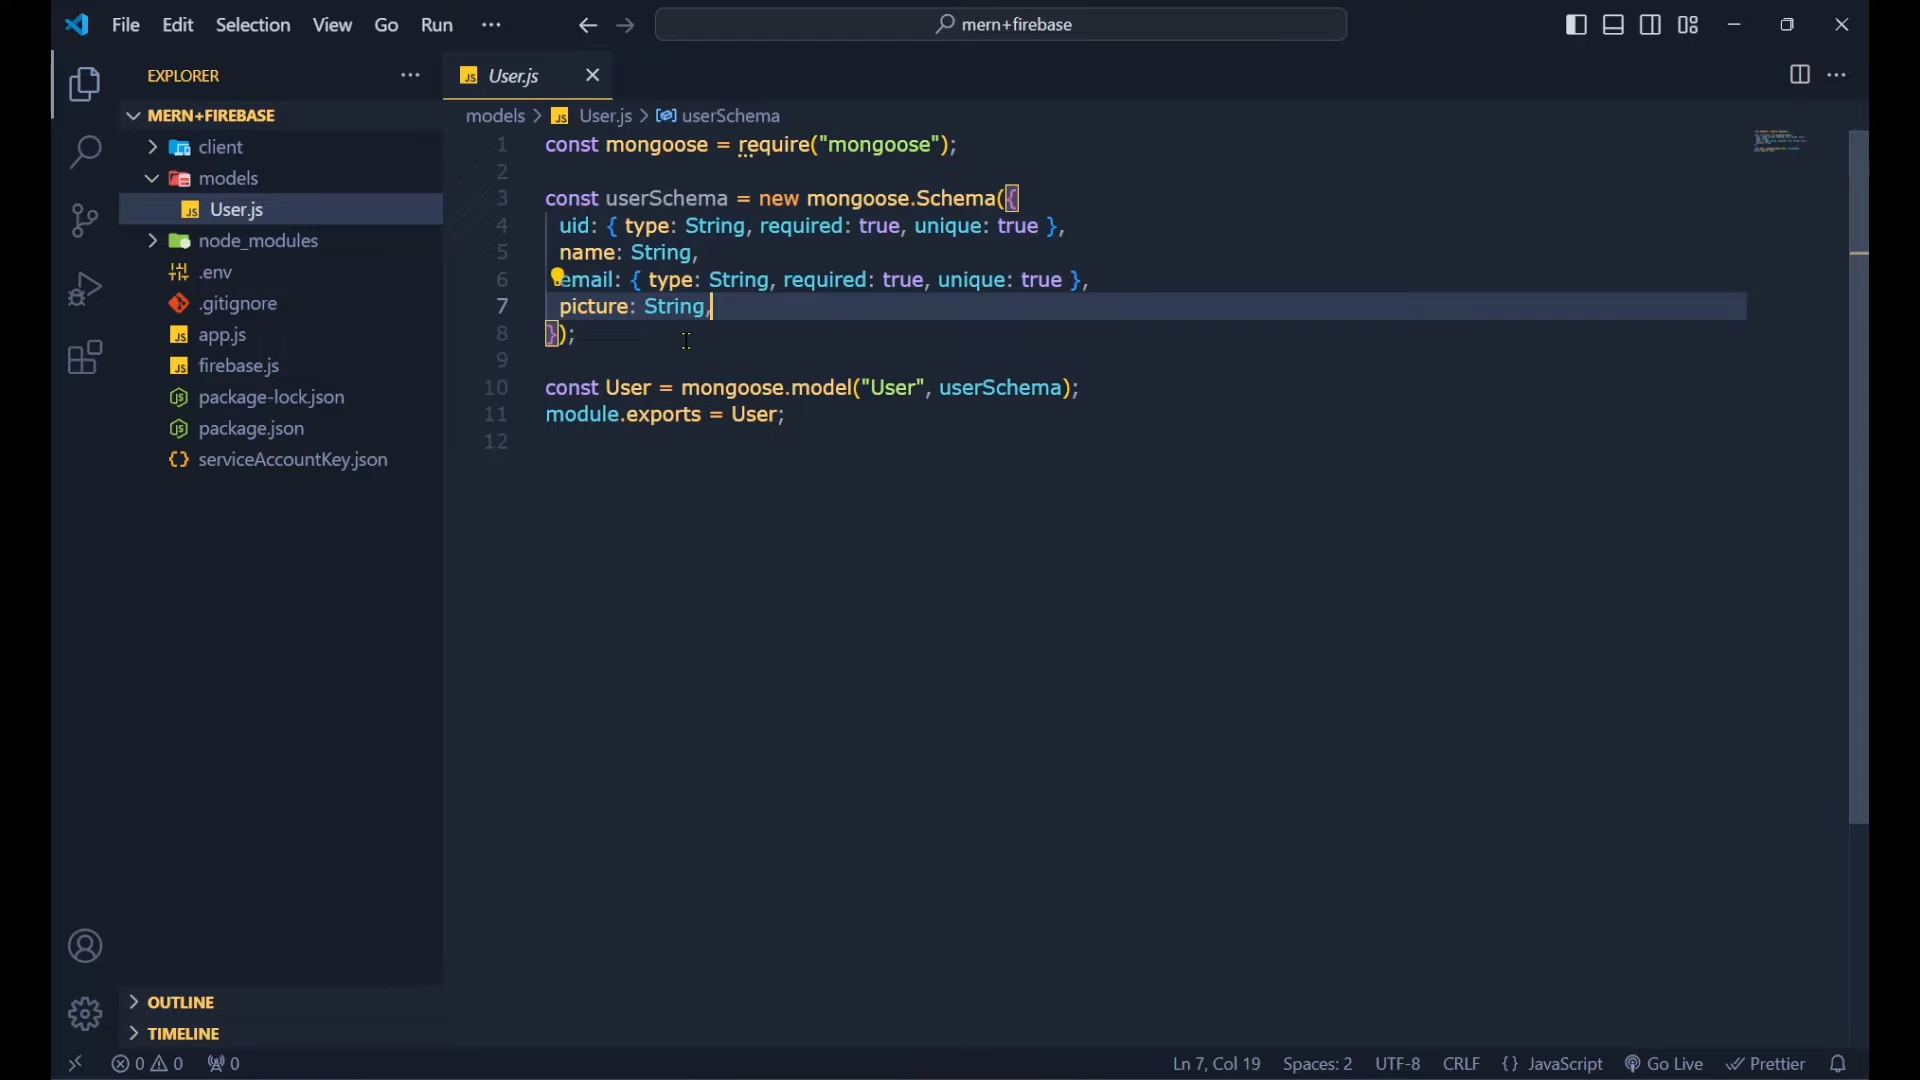 File Edit Selection View Go Run ··· mern+firebase
EXPLORER ···
MERN+FIREBASE
client
models
JS User.js
node_modules
.env
.gitignore
JS app.js
JS firebase.js
package-lock.json
package.json
{} serviceAccountKey.json
OUTLINE
TIMELINE
JS User.js
models > JS User.js > userSchema
1 const mongoose = require("mongoose");
2
3 const userSchema = new mongoose.Schema({
4 uid: { type: String, required: true, unique: true },
5 name: String,
6 email: { type: String, required: true, unique: true },
7 picture: String,
8 });
9
10 const User = mongoose.model("User", userSchema);
11 module.exports = User;
12
0 0 0 Ln 7, Col 19 Spaces: 2 UTF-8 CRLF {} JavaScript Go Live Prettier